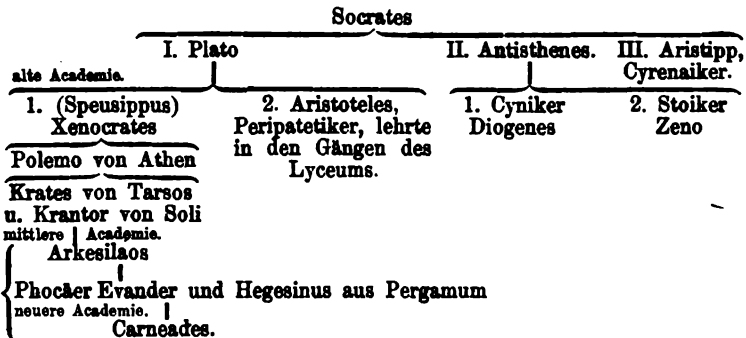 Socrates
I. Plato II. Antisthenes. III. Aristipp,
Cyrenaiker.
alte Academie.
1. (Speusippus) 2. Aristoteles, 1. Cyniker 2. Stoiker
Xenocrates Peripatetiker, lehrte Diogenes Zeno
in den Gängen des
Polemo von Athen
Lyceums.
Krates von Tarsos
u. Krantor von Soli
mittlere Academie.
Arkesilaos
Phocäer Evander und Hegesinus aus Pergamum
neuere Academie.
Carneades.